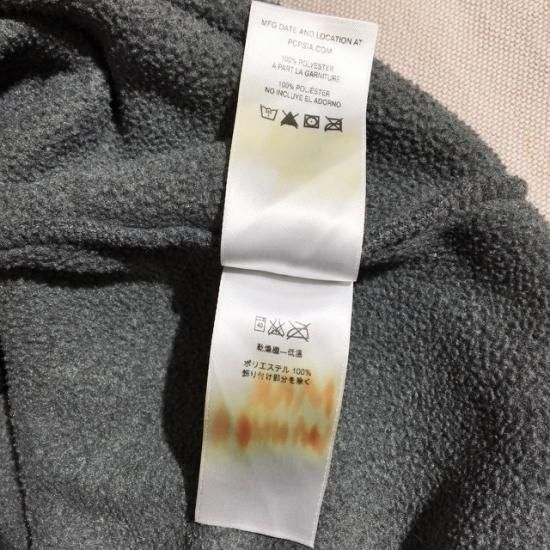 MFG DATE AND LOCATION AT
PCPSIA.COM
100% POLYESTER
A PART LA GARNITURE
100% POLIÉSTER
NO INCLUYE EL ADORNO
40
乾燥機ー低温
ポリエステル 100%
飾り付け部分を除く